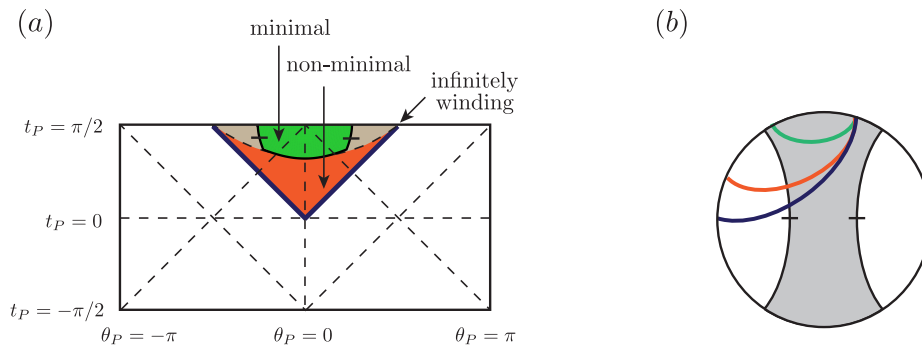 (a)
minimal
non-minimal
infinitely
winding
t_P = π/2
t_P = 0
t_P = −π/2
θ_P = −π
θ_P = 0
θ_P = π
(b)